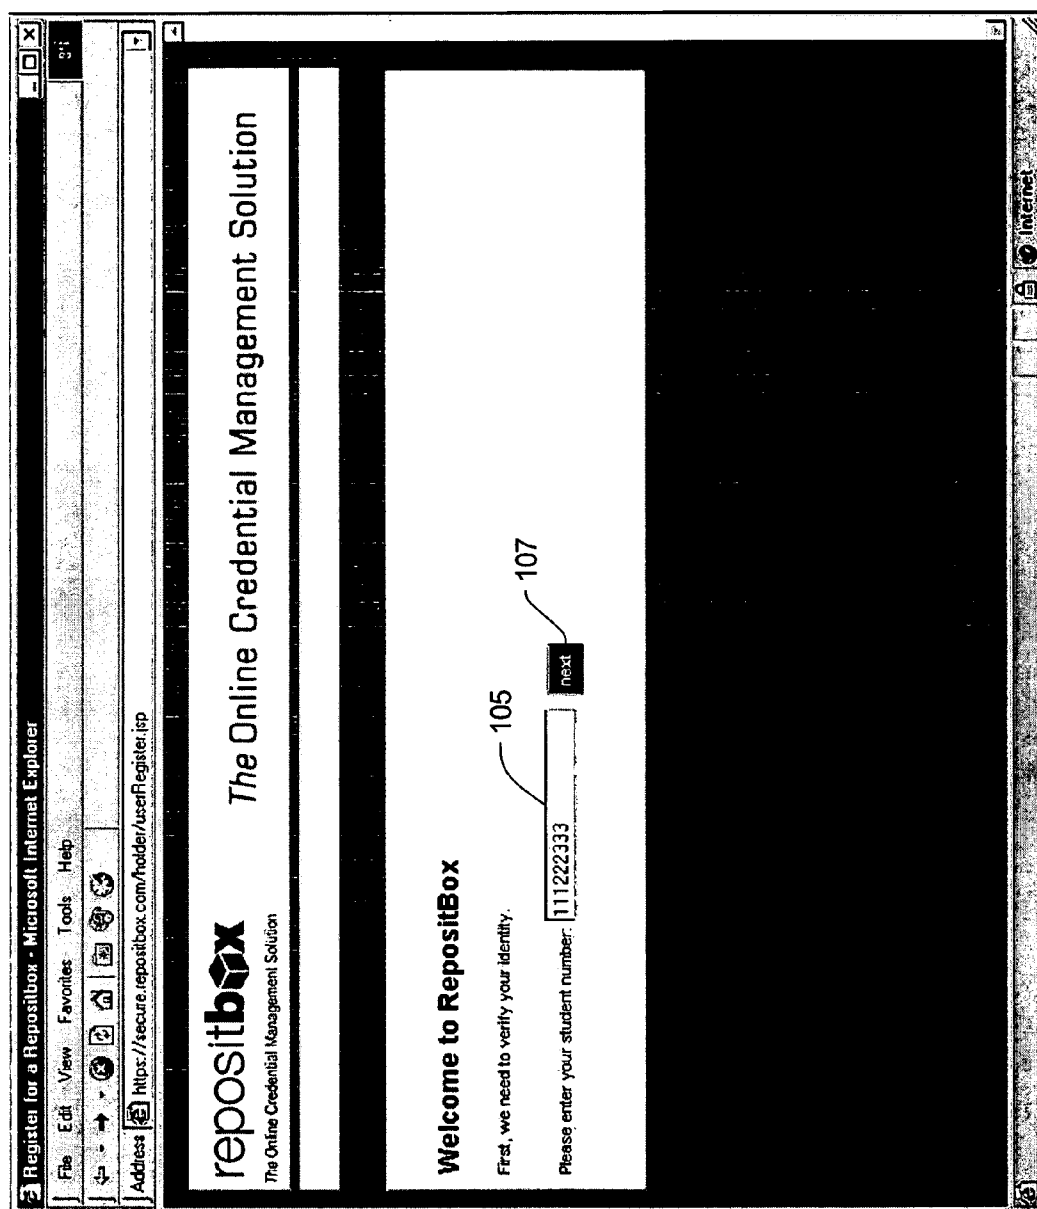 Register for a Repositbox - Microsoft Internet Explorer
File Edit View Favorites Tools Help
Address https://secure.repositbox.com/holder/userRegister.jsp
repositbox
The Online Credential Management Solution
The Online Credential Management Solution
Welcome to RepositBox
First, we need to verify your identity.
105
107
Please enter your student number: 111222333 next
Internet